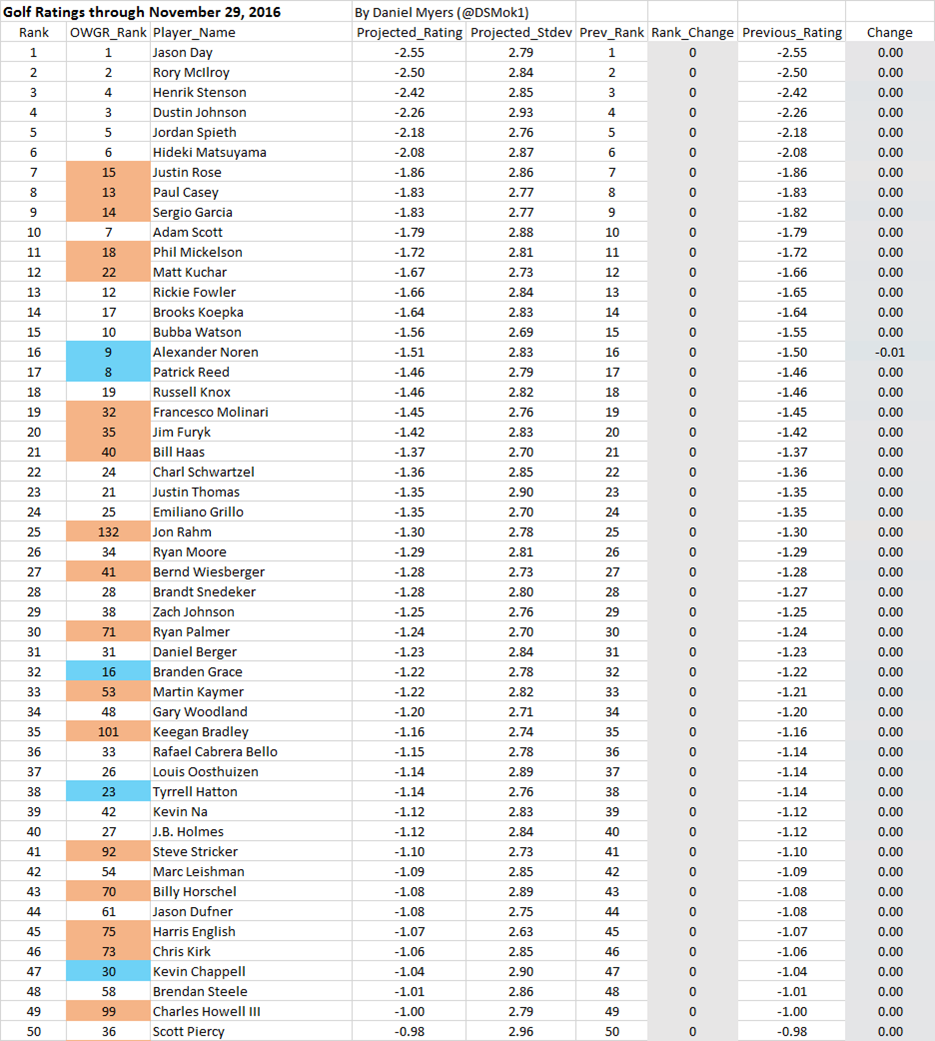 Golf Ratings through November 29, 2016 By Daniel Myers (@DSMok1)
Rank OWGR_Rank Player_Name Projected_Rating Projected_Stdev Prev_Rank Rank_Change Previous_Rating Change
1 1 Jason Day -2.55 2.79 1 0 -2.55 0.00
2 2 Rory McIlroy -2.50 2.84 2 0 -2.50 0.00
3 4 Henrik Stenson -2.42 2.85 3 0 -2.42 0.00
4 3 Dustin Johnson -2.26 2.93 4 0 -2.26 0.00
5 5 Jordan Spieth -2.18 2.76 5 0 -2.18 0.00
6 6 Hideki Matsuyama -2.08 2.87 6 0 -2.08 0.00
7 15 Justin Rose -1.86 2.86 7 0 -1.86 0.00
8 13 Paul Casey -1.83 2.77 8 0 -1.83 0.00
9 14 Sergio Garcia -1.83 2.77 9 0 -1.82 0.00
10 7 Adam Scott -1.79 2.88 10 0 -1.79 0.00
11 18 Phil Mickelson -1.72 2.81 11 0 -1.72 0.00
12 22 Matt Kuchar -1.67 2.73 12 0 -1.66 0.00
13 12 Rickie Fowler -1.66 2.84 13 0 -1.65 0.00
14 17 Brooks Koepka -1.64 2.83 14 0 -1.64 0.00
15 10 Bubba Watson -1.56 2.69 15 0 -1.55 0.00
16 9 Alexander Noren -1.51 2.83 16 0 -1.50 -0.01
17 8 Patrick Reed -1.46 2.79 17 0 -1.46 0.00
18 19 Russell Knox -1.46 2.82 18 0 -1.46 0.00
19 32 Francesco Molinari -1.45 2.76 19 0 -1.45 0.00
20 35 Jim Furyk -1.42 2.83 20 0 -1.42 0.00
21 40 Bill Haas -1.37 2.70 21 0 -1.37 0.00
22 24 Charl Schwartzel -1.36 2.85 22 0 -1.36 0.00
23 21 Justin Thomas -1.35 2.90 23 0 -1.35 0.00
24 25 Emiliano Grillo -1.35 2.70 24 0 -1.35 0.00
25 132 Jon Rahm -1.30 2.78 25 0 -1.30 0.00
26 34 Ryan Moore -1.29 2.81 26 0 -1.29 0.00
27 41 Bernd Wiesberger -1.28 2.73 27 0 -1.28 0.00
28 28 Brandt Snedeker -1.28 2.80 28 0 -1.27 0.00
29 38 Zach Johnson -1.25 2.76 29 0 -1.25 0.00
30 71 Ryan Palmer -1.24 2.70 30 0 -1.24 0.00
31 31 Daniel Berger -1.23 2.84 31 0 -1.23 0.00
32 16 Branden Grace -1.22 2.78 32 0 -1.22 0.00
33 53 Martin Kaymer -1.22 2.82 33 0 -1.21 0.00
34 48 Gary Woodland -1.20 2.71 34 0 -1.20 0.00
35 101 Keegan Bradley -1.16 2.74 35 0 -1.16 0.00
36 33 Rafael Cabrera Bello -1.15 2.78 36 0 -1.14 0.00
37 26 Louis Oosthuizen -1.14 2.89 37 0 -1.14 0.00
38 23 Tyrrell Hatton -1.14 2.76 38 0 -1.14 0.00
39 42 Kevin Na -1.12 2.83 39 0 -1.12 0.00
40 27 J.B. Holmes -1.12 2.84 40 0 -1.12 0.00
41 92 Steve Stricker -1.10 2.73 41 0 -1.10 0.00
42 54 Marc Leishman -1.09 2.85 42 0 -1.09 0.00
43 70 Billy Horschel -1.08 2.89 43 0 -1.08 0.00
44 61 Jason Dufner -1.08 2.75 44 0 -1.08 0.00
45 75 Harris English -1.07 2.63 45 0 -1.07 0.00
46 73 Chris Kirk -1.06 2.85 46 0 -1.06 0.00
47 30 Kevin Chappell -1.04 2.90 47 0 -1.04 0.00
48 58 Brendan Steele -1.01 2.86 48 0 -1.01 0.00
49 99 Charles Howell III -1.00 2.79 49 0 -1.00 0.00
50 36 Scott Piercy -0.98 2.96 50 0 -0.98 0.00